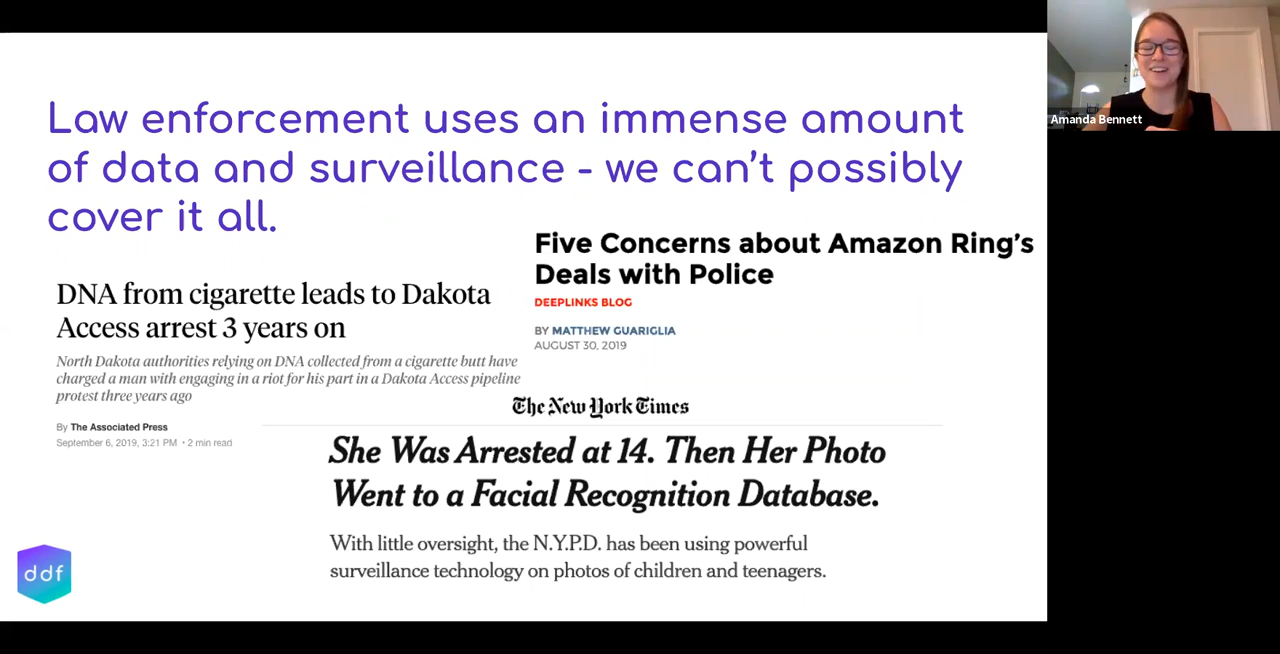 Law enforcement uses an immense amount
of data and surveillance - we can't possibly
cover it all.
Five Concerns about Amazon Ring's
Deals with Police
DEEPLINKS BLOG
BY MATTHEW GUARIGLIA
AUGUST 30, 2019
DNA from cigarette leads to Dakota
Access arrest 3 years on
North Dakota authorities relying on DNA collected from a cigarette butt have
charged a man with engaging in a riot for his part in a Dakota Access pipeline
protest three years ago
By The Associated Press
September 6, 2019, 3:21 PM • 2 min read
The New York Times
She Was Arrested at 14. Then Her Photo
Went to a Facial Recognition Database.
With little oversight, the N.Y.P.D. has been using powerful
surveillance technology on photos of children and teenagers.
ddf
Amanda Bennett